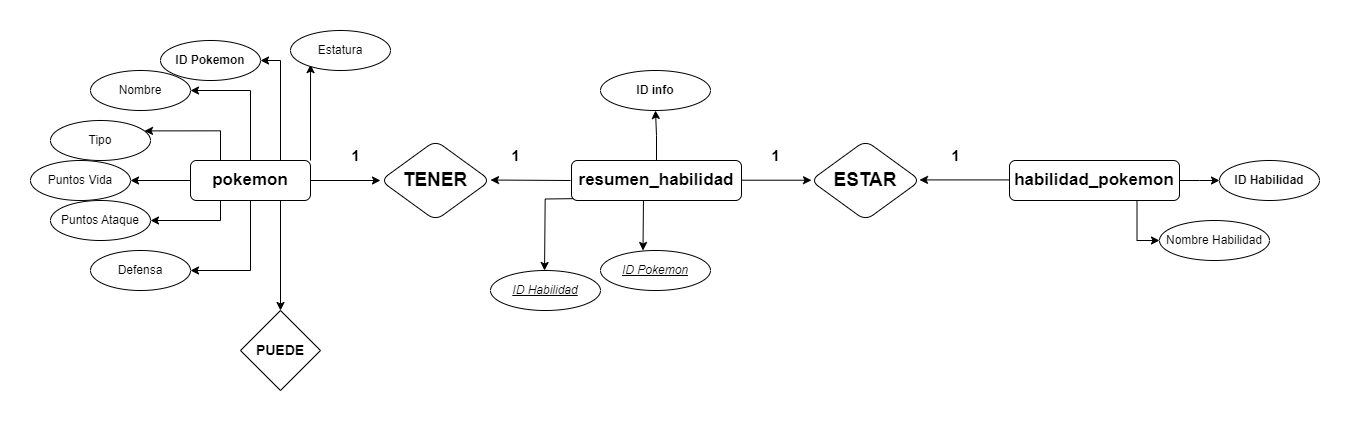 Estatura
ID Pokemon
Nombre
ID info
Tipo
1
1
1
1
Puntos Vida
pokemon
TENER
resumen_habilidad
ESTAR
habilidad_pokemon
ID Habilidad
Puntos Ataque
Nombre Habilidad
Defensa
ID Pokemon
ID Habilidad
PUEDE